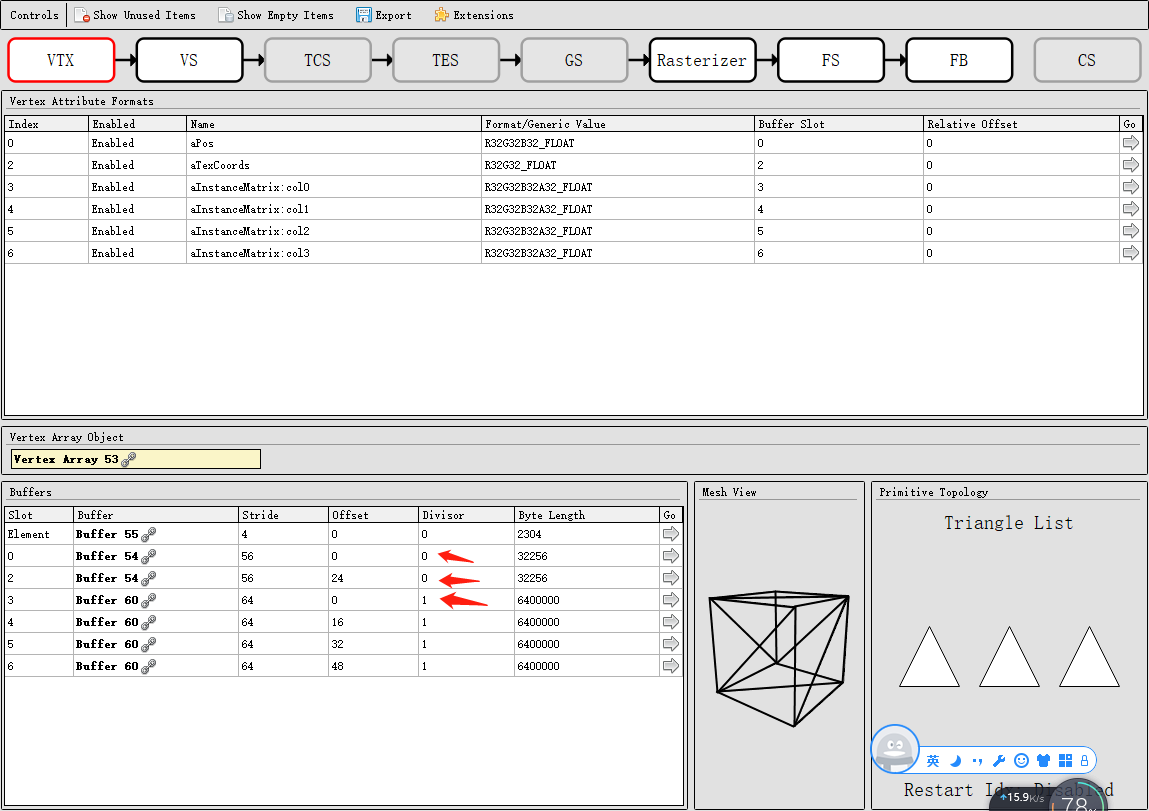 Controls Show Unused Items Show Empty Items Export Extensions
VTX VS TCS TES GS Rasterizer FS FB CS
Vertex Attribute Formats
Index Enabled Name Format/Generic Value Buffer Slot Relative Offset Go
0 Enabled aPos R32G32B32_FLOAT 0 0
2 Enabled aTexCoords R32G32_FLOAT 2 0
3 Enabled aInstanceMatrix:col0 R32G32B32A32_FLOAT 3 0
4 Enabled aInstanceMatrix:col1 R32G32B32A32_FLOAT 4 0
5 Enabled aInstanceMatrix:col2 R32G32B32A32_FLOAT 5 0
6 Enabled aInstanceMatrix:col3 R32G32B32A32_FLOAT 6 0
Vertex Array Object
Vertex Array 53
Buffers
Slot Buffer Stride Offset Divisor Byte Length Go
Element Buffer 55 4 0 0 2304
0 Buffer 54 56 0 0 32256
2 Buffer 54 56 24 0 32256
3 Buffer 60 64 0 1 6400000
4 Buffer 60 64 16 1 6400000
5 Buffer 60 64 32 1 6400000
6 Buffer 60 64 48 1 6400000
Mesh View
Primitive Topology
Triangle List
英
Restart Disabled
15.9K/s
78%